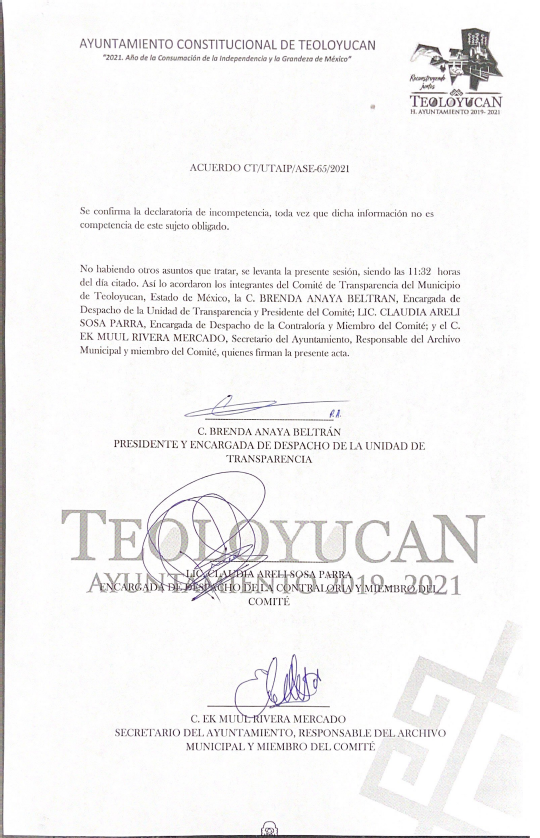 AYUNTAMIENTO CONSTITUCIONAL DE TEOLOYUCAN
"2021. Año de la Consumación de la Independencia y la Grandeza de México"
Reconstruyendo
juntos
TEOLOYUCAN
H. AYUNTAMIENTO 2019- 2021
ACUERDO CT/UTAIP/ASE-65/2021
Se confirma la declaratoria de incompetencia, toda vez que dicha información no es
competencia de este sujeto obligado.
No habiendo otros asuntos que tratar, se levanta la presente sesión, siendo las 11:32 horas
del día citado. Así lo acordaron los integrantes del Comité de Transparencia del Municipio
de Teoloyucan, Estado de México, la C. BRENDA ANAYA BELTRAN, Encargada de
Despacho de la Unidad de Transparencia y Presidente del Comité; LIC. CLAUDIA ARELI
SOSA PARRA, Encargada de Despacho de la Contraloría y Miembro del Comité; y el C.
EK MUUL RIVERA MERCADO, Secretario del Ayuntamiento, Responsable del Archivo
Municipal y miembro del Comité, quienes firman la presente acta.
P.A.
C. BRENDA ANAYA BELTRÁN
PRESIDENTE Y ENCARGADA DE DESPACHO DE LA UNIDAD DE
TRANSPARENCIA
TEOLOYUCAN
AYUNTAMIENTO 2019- 2021
LIC. CLAUDIA ARELI SOSA PARRA
ENCARGADA DE DESPACHO DE LA CONTRALORÍA Y MIEMBRO DEL
COMITÉ
C. EK MUUL RIVERA MERCADO
SECRETARIO DEL AYUNTAMIENTO, RESPONSABLE DEL ARCHIVO
MUNICIPAL Y MIEMBRO DEL COMITÉ